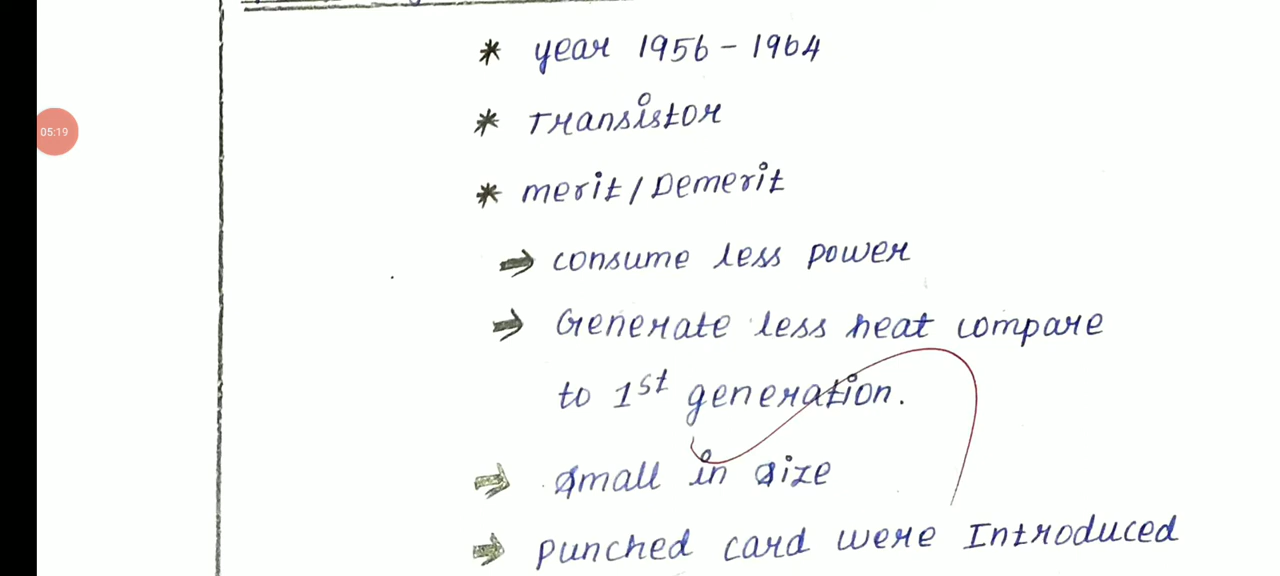 * year 1956 - 1964
05:19
* Transistor
* merit / Demerit
⇒ consume less power
⇒ Generate less heat compare
to 1st generation.
⇒ small in size
⇒ punched card were Introduced